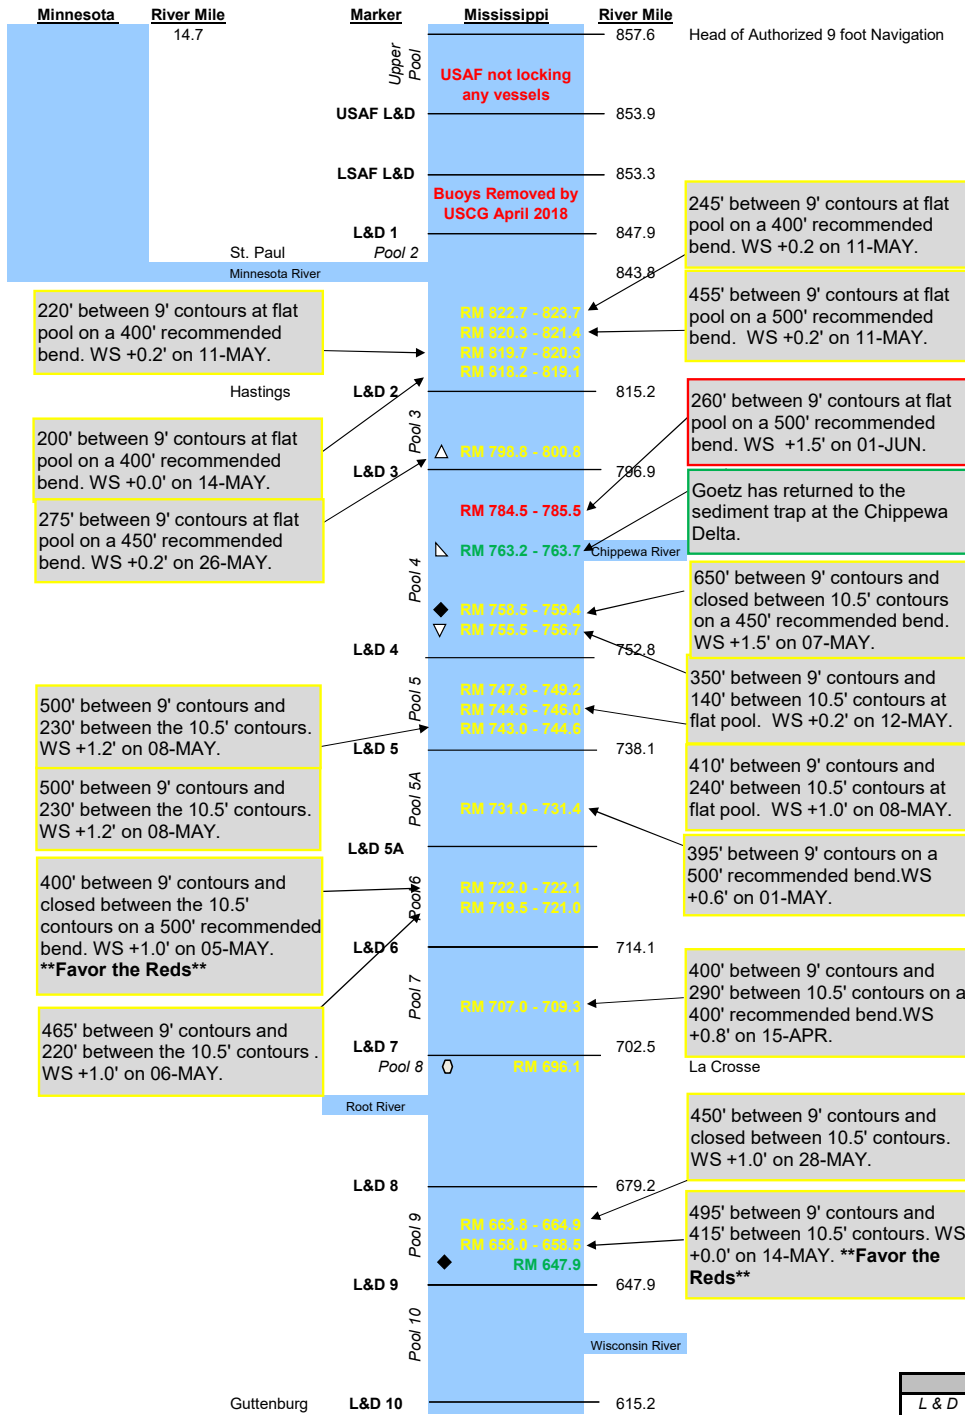 Minnesota River Mile Marker Mississippi River Mile
14.7 857.6 Head of Authorized 9 foot Navigation
Upper
Pool
USAF not locking
any vessels
USAF L&D 853.9
LSAF L&D 853.3
Buoys Removed by
USCG April 2018
L&D 1 847.9
St. Paul Pool 2
Minnesota River 843.8
245' between 9' contours at flat
pool on a 400' recommended
bend. WS +0.2 on 11-MAY.
455' between 9' contours at flat
pool on a 500' recommended
bend. WS +0.2' on 11-MAY.
220' between 9' contours at flat
pool on a 400' recommended
bend. WS +0.2' on 11-MAY.
RM 822.7 - 823.7
RM 820.3 - 821.4
RM 819.7 - 820.3
RM 818.2 - 819.1
Hastings L&D 2 815.2
200' between 9' contours at flat
pool on a 400' recommended
bend. WS +0.0' on 14-MAY.
Pool 3
RM 798.8 - 800.8
260' between 9' contours at flat
pool on a 500' recommended
bend. WS +1.5' on 01-JUN.
L&D 3 796.9
275' between 9' contours at flat
pool on a 450' recommended
bend. WS +0.2' on 26-MAY.
RM 784.5 - 785.5
Goetz has returned to the
sediment trap at the Chippewa
Delta.
RM 763.2 - 763.7 Chippewa River
Pool 4
RM 758.5 - 759.4
RM 755.5 - 756.7
650' between 9' contours and
closed between 10.5' contours
on a 450' recommended bend.
WS +1.5' on 07-MAY.
L&D 4 752.8
350' between 9' contours and
140' between 10.5' contours at
flat pool. WS +0.2' on 12-MAY.
Pool 5
RM 747.8 - 749.2
RM 744.6 - 746.0
RM 743.0 - 744.6
500' between 9' contours and
230' between the 10.5' contours.
WS +1.2' on 08-MAY.
L&D 5 738.1
500' between 9' contours and
230' between the 10.5' contours.
WS +1.2' on 08-MAY.
410' between 9' contours and
240' between 10.5' contours at
flat pool. WS +1.0' on 08-MAY.
Pool 5A
RM 731.0 - 731.4
L&D 5A
395' between 9' contours on a
500' recommended bend.WS
+0.6' on 01-MAY.
400' between 9' contours and
closed between the 10.5'
contours on a 500' recommended
bend. WS +1.0' on 05-MAY.
**Favor the Reds**
Pool 6
RM 722.0 - 722.1
RM 719.5 - 721.0
L&D 6 714.1
400' between 9' contours and
290' between 10.5' contours on a
400' recommended bend.WS
+0.8' on 15-APR.
Pool 7
RM 707.0 - 709.3
465' between 9' contours and
220' between the 10.5' contours .
WS +1.0' on 06-MAY.
L&D 7 702.5
Pool 8 RM 696.1 La Crosse
Root River
450' between 9' contours and
closed between 10.5' contours.
WS +1.0' on 28-MAY.
L&D 8 679.2
Pool 9
RM 663.8 - 664.9
RM 658.0 - 658.5
RM 647.9
495' between 9' contours and
415' between 10.5' contours. WS
+0.0' on 14-MAY. **Favor the
Reds**
L&D 9 647.9
Pool 10
Wisconsin River
Guttenburg L&D 10 615.2
L & D